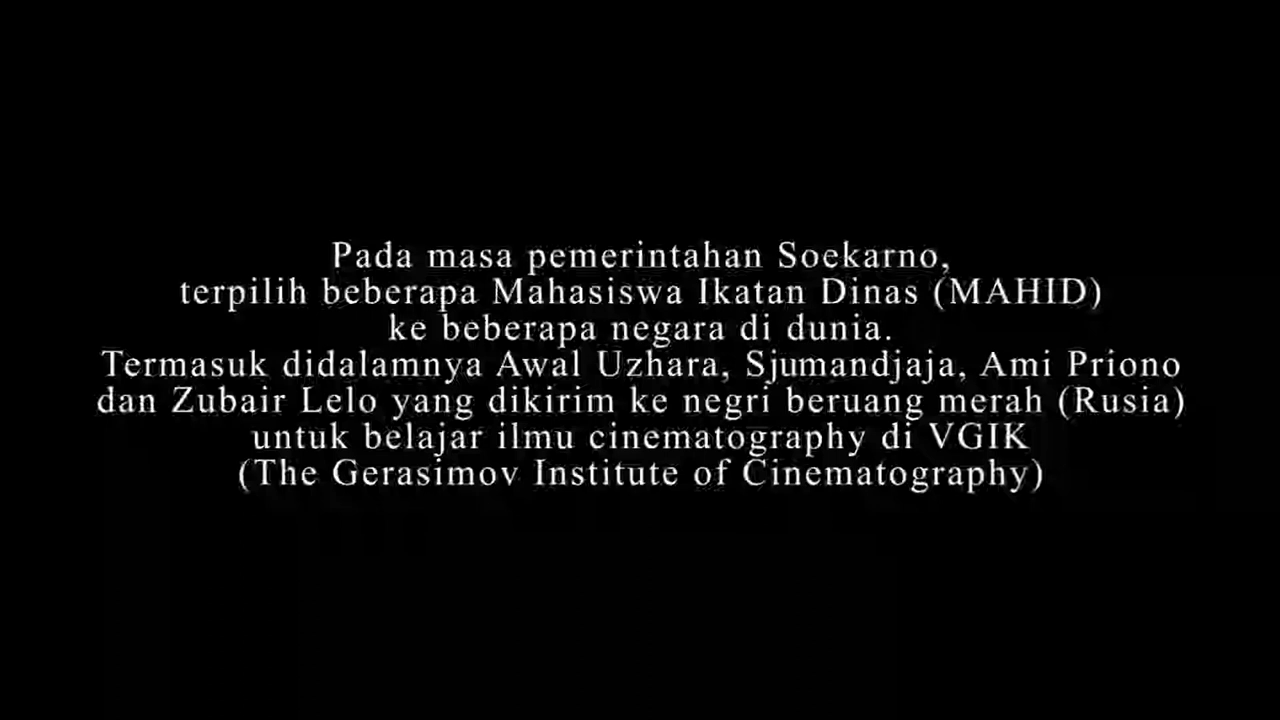 Pada masa pemerintahan Soekarno,
terpilih beberapa Mahasiswa Ikatan Dinas (MAHID)
ke beberapa negara di dunia.
Termasuk didalamnya Awal Uzhara, Sjumandjaja, Ami Priono
dan Zubair Lelo yang dikirim ke negri beruang merah (Rusia)
untuk belajar ilmu cinematography di VGIK
(The Gerasimov Institute of Cinematography)